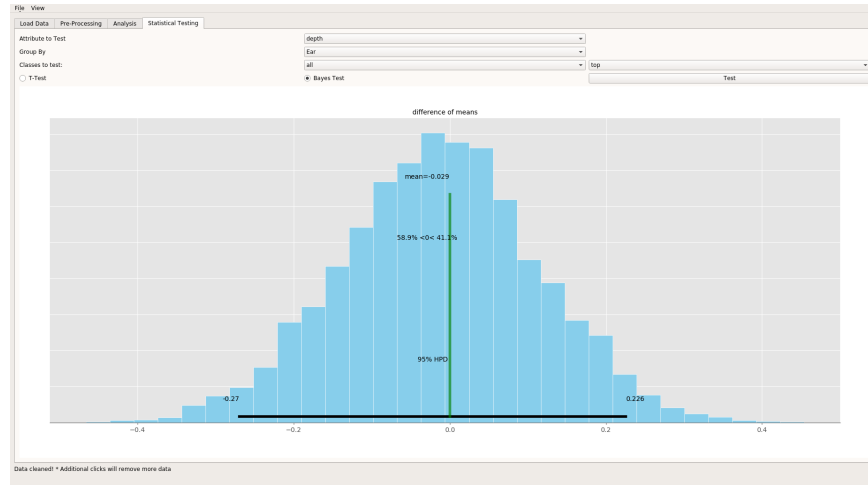 File View
Load Data Pre-Processing Analysis Statistical Testing
Attribute to Test depth
Group By Ear
Classes to test: all top
T-Test Bayes Test Test
difference of means
mean=-0.029
58.9% <0< 41.1%
95% HPD
-0.27 0.226
−0.4 −0.2 0.0 0.2 0.4
Data cleaned! * Additional clicks will remove more data